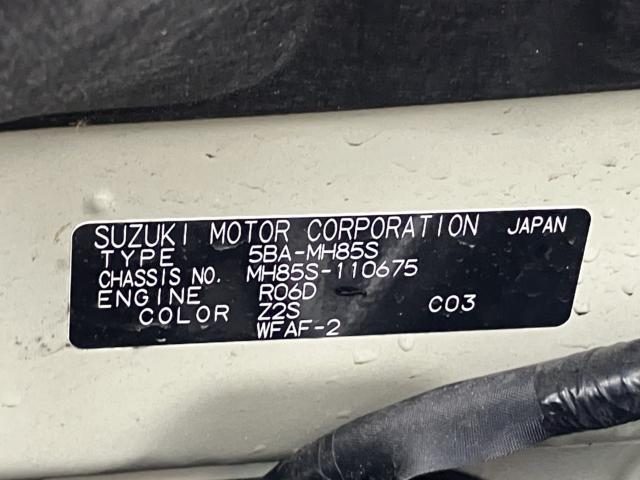 SUZUKI MOTOR CORPORATION JAPAN
TYPE 5BA-MH85S
CHASSIS NO. MH85S-110675
ENGINE R06D
COLOR Z2S C03
WFAF-2